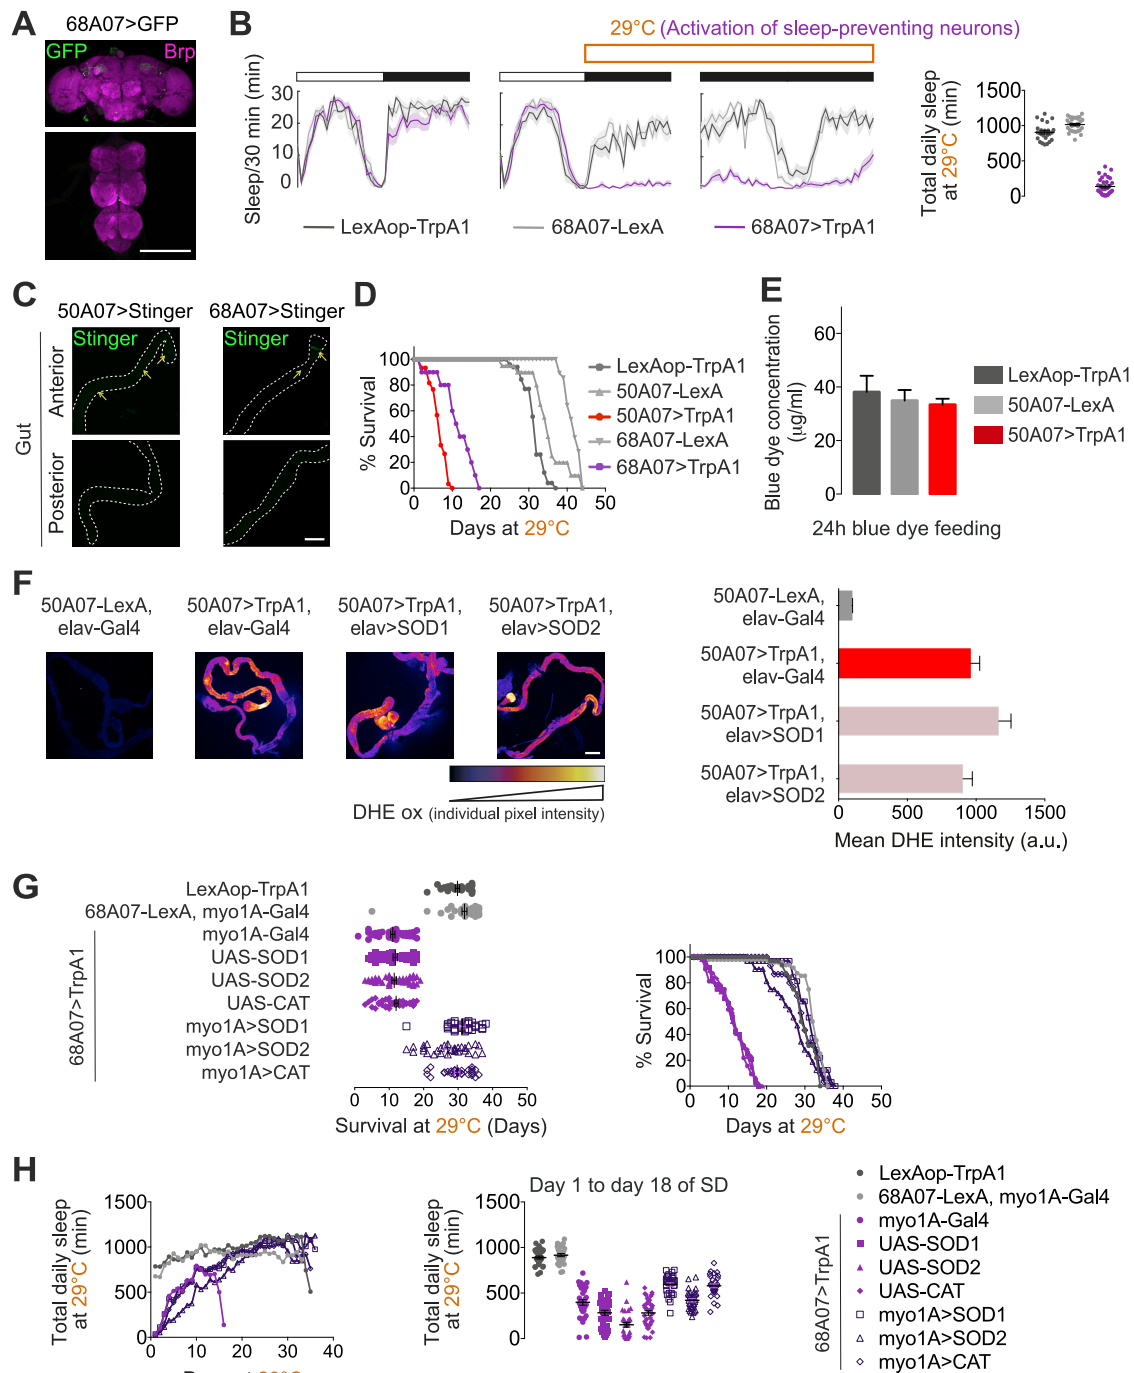 A
68A07>GFP
GFP
Brp
B
29°C (Activation of sleep-preventing neurons)
Sleep/30 min (min)
30
20
10
0
LexAop-TrpA1
68A07-LexA
68A07>TrpA1
Total daily sleep
at 29°C (min)
1500
1000
500
0
C
50A07>Stinger
68A07>Stinger
Stinger
Stinger
Gut
Anterior
Posterior
D
% Survival
100
80
60
40
20
0
0 10 20 30 40 50
Days at 29°C
LexAop-TrpA1
50A07-LexA
50A07>TrpA1
68A07-LexA
68A07>TrpA1
E
Blue dye concentration
(µg/ml)
60
40
20
0
24h blue dye feeding
LexAop-TrpA1
50A07-LexA
50A07>TrpA1
F
50A07-LexA,
elav-Gal4
50A07>TrpA1,
elav-Gal4
50A07>TrpA1,
elav>SOD1
50A07>TrpA1,
elav>SOD2
DHE ox (individual pixel intensity)
50A07-LexA,
elav-Gal4
50A07>TrpA1,
elav-Gal4
50A07>TrpA1,
elav>SOD1
50A07>TrpA1,
elav>SOD2
0 500 1000 1500
Mean DHE intensity (a.u.)
G
68A07>TrpA1
LexAop-TrpA1
68A07-LexA, myo1A-Gal4
myo1A-Gal4
UAS-SOD1
UAS-SOD2
UAS-CAT
myo1A>SOD1
myo1A>SOD2
myo1A>CAT
0 10 20 30 40 50
Survival at 29°C (Days)
% Survival
100
80
60
40
20
0
0 10 20 30 40 50
Days at 29°C
H
Total daily sleep
at 29°C (min)
1500
1000
500
0
0 10 20 30 40
Day 1 to day 18 of SD
Total daily sleep
at 29°C (min)
1500
1000
500
0
68A07>TrpA1
LexAop-TrpA1
68A07-LexA, myo1A-Gal4
myo1A-Gal4
UAS-SOD1
UAS-SOD2
UAS-CAT
myo1A>SOD1
myo1A>SOD2
myo1A>CAT